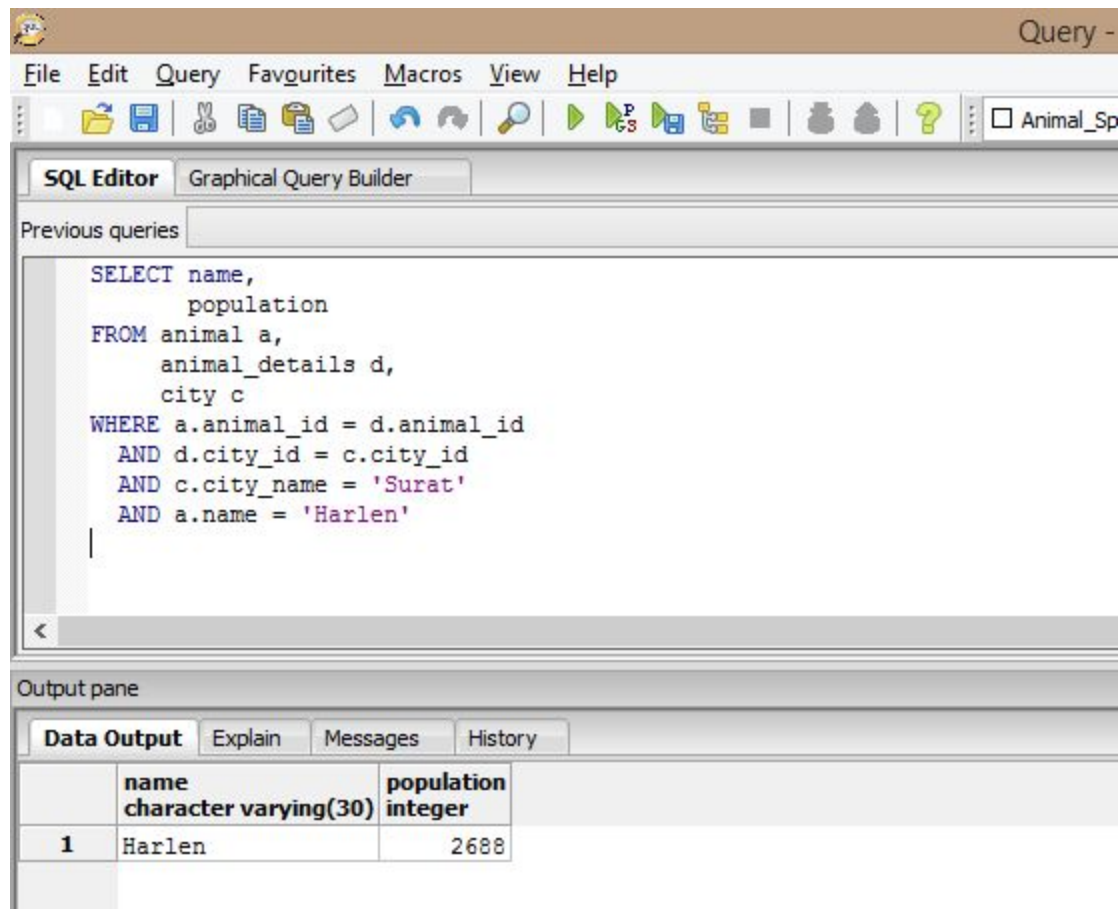 Query -
File Edit Query Favourites Macros View Help
Animal_Sp
SQL Editor Graphical Query Builder
Previous queries
SELECT name,
population
FROM animal a,
animal_details d,
city c
WHERE a.animal_id = d.animal_id
AND d.city_id = c.city_id
AND c.city_name = 'Surat'
AND a.name = 'Harlen'
Output pane
Data Output Explain Messages History
name population
character varying(30) integer
1 Harlen 2688